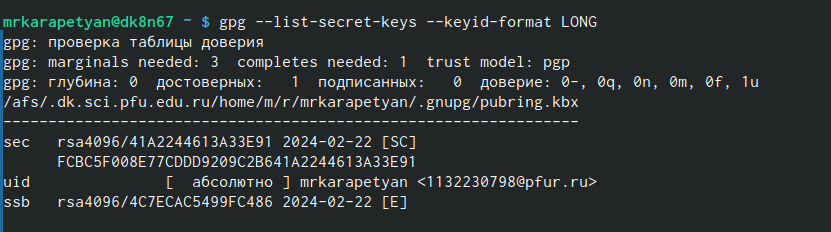 mrkarapetyan@dk8n67 ~ $ gpg --list-secret-keys --keyid-format LONG
gpg: проверка таблицы доверия
gpg: marginals needed: 3  completes needed: 1  trust model: pgp
gpg: глубина: 0  достоверных:   1  подписанных:   0  доверие: 0-, 0q, 0n, 0m, 0f, 1u
/afs/.dk.sci.pfu.edu.ru/home/m/r/mrkarapetyan/.gnupg/pubring.kbx
----------------------------------------------------------------
sec   rsa4096/41A2244613A33E91 2024-02-22 [SC]
      FCBC5F008E77CDDD9209C2B641A2244613A33E91
uid               [  абсолютно ] mrkarapetyan <1132230798@pfur.ru>
ssb   rsa4096/4C7ECAC5499FC486 2024-02-22 [E]